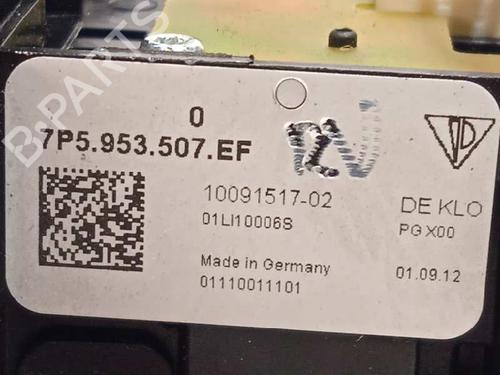 0
7P5.953.507.EF
10091517-02
01LI10006S
DE KLO
PG X00
Made in Germany
01110011101
01.09.12
B-PARTS